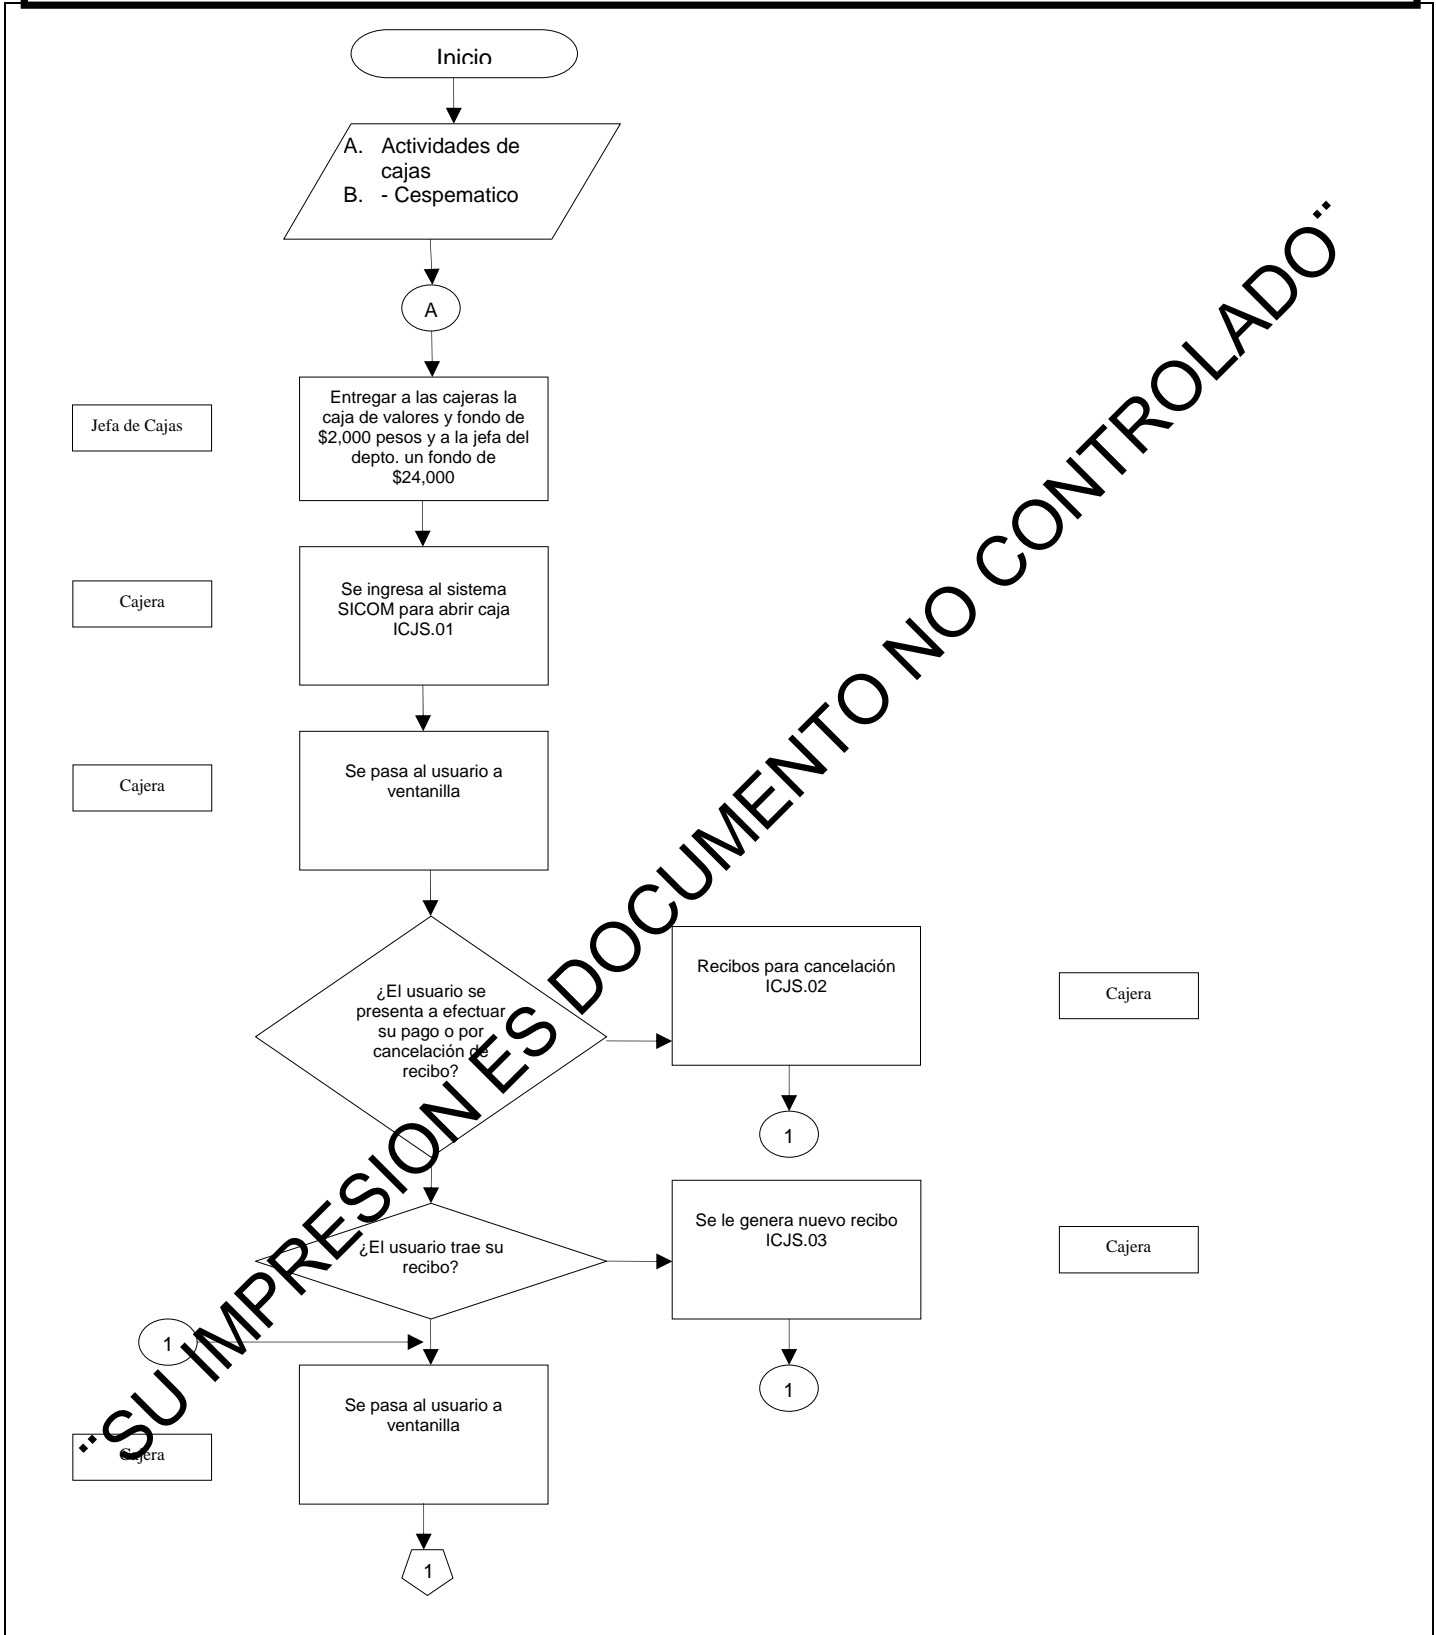 Inicio
A. Actividades de
cajas
B. - Cespematico
A
Jefa de Cajas
Entregar a las cajeras la
caja de valores y fondo de
$2,000 pesos y a la jefa del
depto. un fondo de
$24,000
Cajera
Se ingresa al sistema
SICOM para abrir caja
ICJS.01
Cajera
Se pasa al usuario a
ventanilla
¿El usuario se
presenta a efectuar
su pago o por
cancelación de
recibo?
Recibos para cancelación
ICJS.02
Cajera
1
¿El usuario trae su
recibo?
Se le genera nuevo recibo
ICJS.03
Cajera
1
1
Se pasa al usuario a
ventanilla
Cajera
1
¨SU IMPRESION ES DOCUMENTO NO CONTROLADO¨